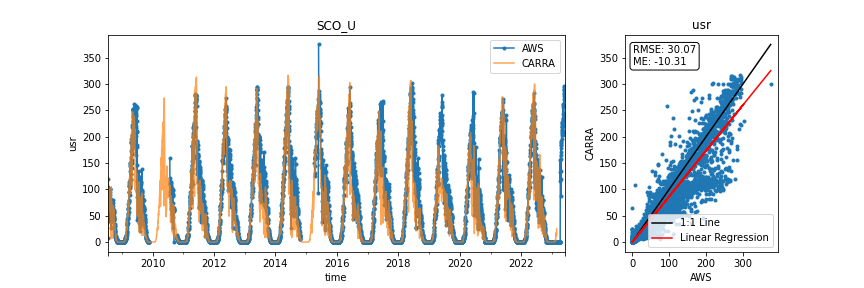 SCO_U
usr
350
300
250
200
150
100
50
0
usr
AWS
CARRA
2010
2012
2014
2016
2018
2020
2022
time
usr
RMSE: 30.07
ME: -10.31
350
300
250
200
150
100
50
0
CARRA
1:1 Line
Linear Regression
0
100
200
300
AWS